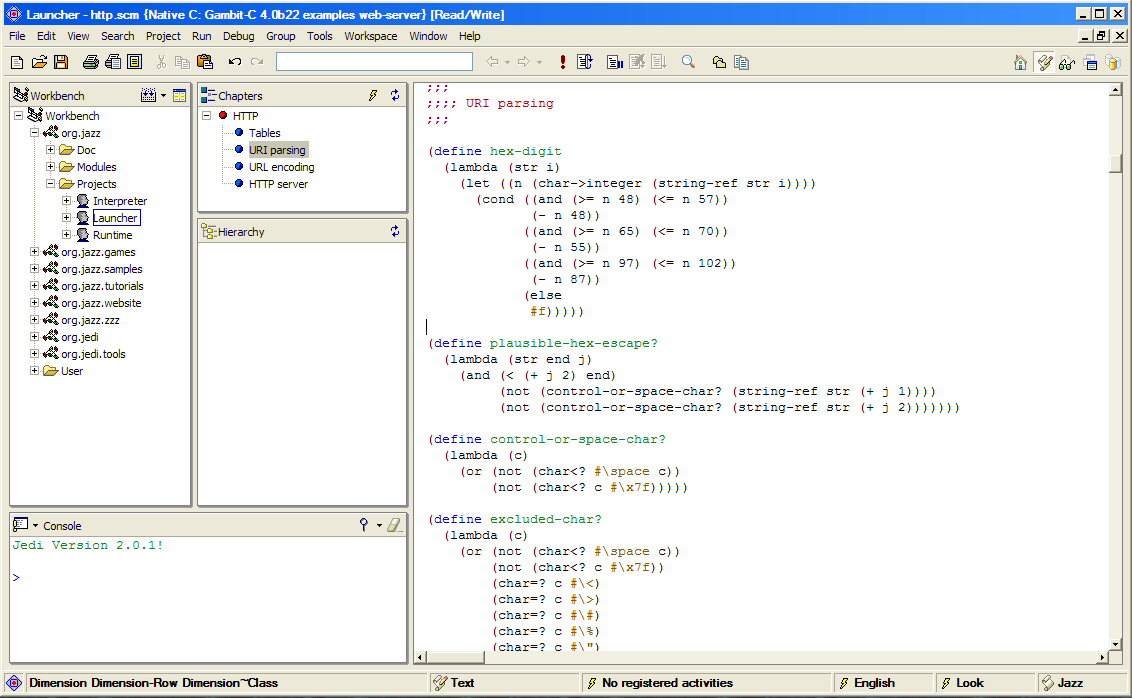 Launcher - http.scm {Native C: Gambit-C 4.0b22 examples web-server} [Read/Write]
File Edit View Search Project Run Debug Group Tools Workspace Window Help
Workbench
Workbench
org.jazz
Doc
Modules
Projects
Interpreter
Launcher
Runtime
org.jazz.games
org.jazz.samples
org.jazz.tutorials
org.jazz.website
org.jazz.zzz
org.jedi
org.jedi.tools
User
Chapters
HTTP
Tables
URI parsing
URL encoding
HTTP server
Hierarchy
Console
Jedi Version 2.0.1!
>
;;;
;;;; URI parsing
;;;
(define hex-digit
  (lambda (str i)
    (let ((n (char->integer (string-ref str i))))
      (cond ((and (>= n 48) (<= n 57))
             (- n 48))
            ((and (>= n 65) (<= n 70))
             (- n 55))
            ((and (>= n 97) (<= n 102))
             (- n 87))
            (else
             #f)))))
(define plausible-hex-escape?
  (lambda (str end j)
    (and (< (+ j 2) end)
         (not (control-or-space-char? (string-ref str (+ j 1))))
         (not (control-or-space-char? (string-ref str (+ j 2)))))))
(define control-or-space-char?
  (lambda (c)
    (or (not (char<? #\space c))
        (not (char<? c #\x7f)))))
(define excluded-char?
  (lambda (c)
    (or (not (char<? #\space c))
        (not (char<? c #\x7f))
        (char=? c #\<)
        (char=? c #\>)
        (char=? c #\#)
        (char=? c #\%)
        (char=? c #\")
Dimension Dimension-Row Dimension~Class
Text
No registered activities
English
Look
Jazz